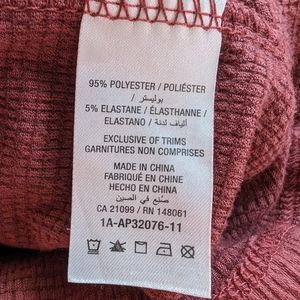 95% POLYESTER / POLIÉSTER
/ بوليستر
5% ELASTANE / ÉLASTHANNE /
ELASTANO / ألياف لدنة
EXCLUSIVE OF TRIMS
GARNITURES NON COMPRISES
MADE IN CHINA
FABRIQUÉ EN CHINE
HECHO EN CHINA
صنع في الصين
CA 21099 / RN 148061
1A-AP32076-11